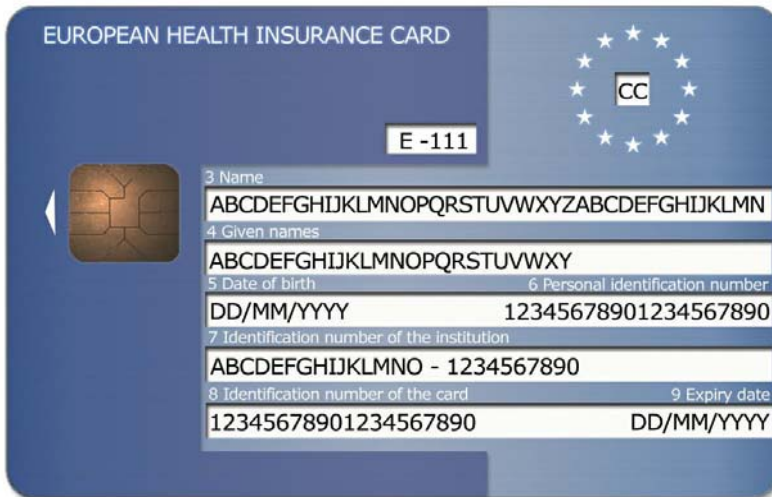 EUROPEAN HEALTH INSURANCE CARD
CC
E -111
3 Name
ABCDEFGHIJKLMNOPQRSTUVWXYZABCDEFGHIJKLMN
4 Given names
ABCDEFGHIJKLMNOPQRSTUVWXY
5 Date of birth 6 Personal identification number
DD/MM/YYYY 12345678901234567890
7 Identification number of the institution
ABCDEFGHIJKLMNO - 1234567890
8 Identification number of the card 9 Expiry date
12345678901234567890 DD/MM/YYYY